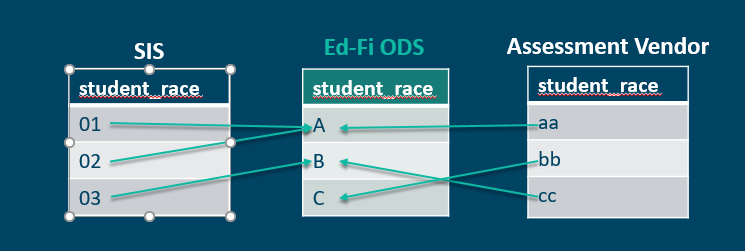 SIS
student_race
01
02
03
Ed-Fi ODS
student_race
A
B
C
Assessment Vendor
student_race
aa
bb
cc